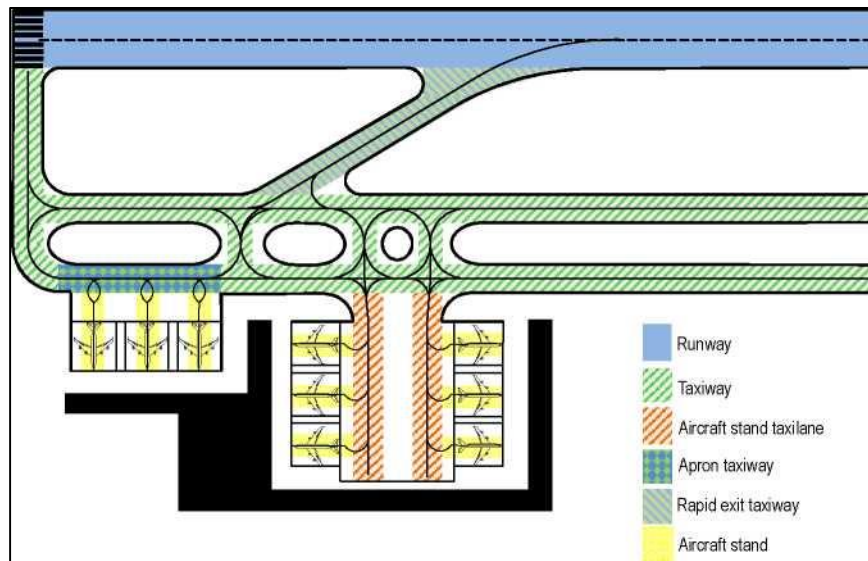 Runway
Taxiway
Aircraft stand taxilane
Apron taxiway
Rapid exit taxiway
Aircraft stand